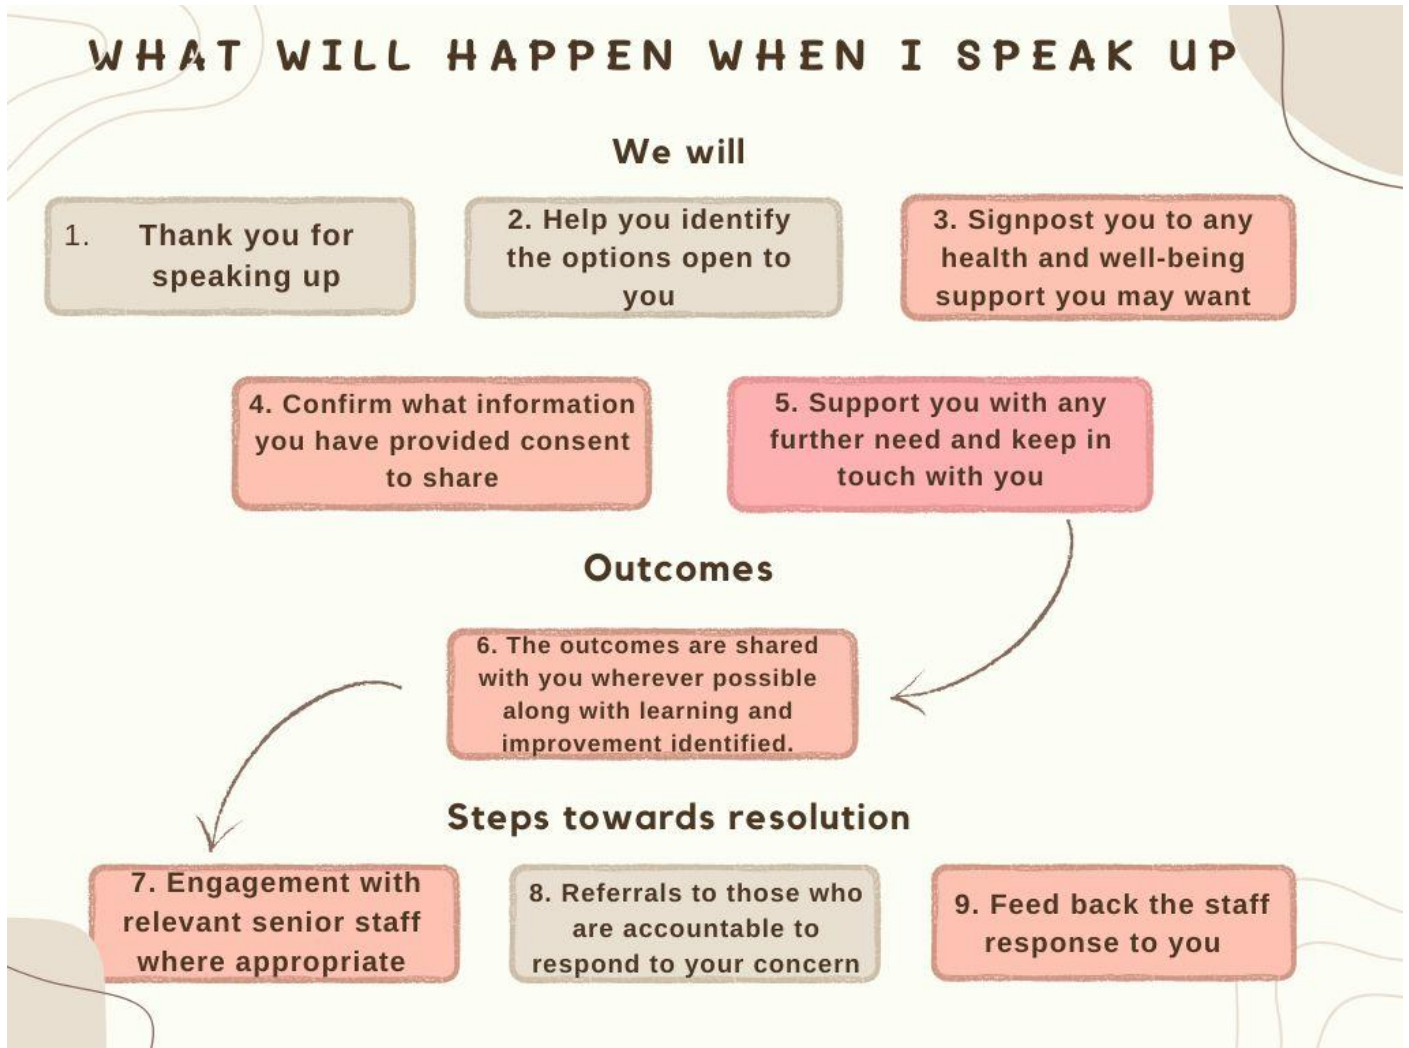 WHAT WILL HAPPEN WHEN I SPEAK UP
We will
1. Thank you for
speaking up
2. Help you identify
the options open to
you
3. Signpost you to any
health and well-being
support you may want
4. Confirm what information
you have provided consent
to share
5. Support you with any
further need and keep in
touch with you
Outcomes
6. The outcomes are shared
with you wherever possible
along with learning and
improvement identified.
Steps towards resolution
7. Engagement with
relevant senior staff
where appropriate
8. Referrals to those who
are accountable to
respond to your concern
9. Feed back the staff
response to you